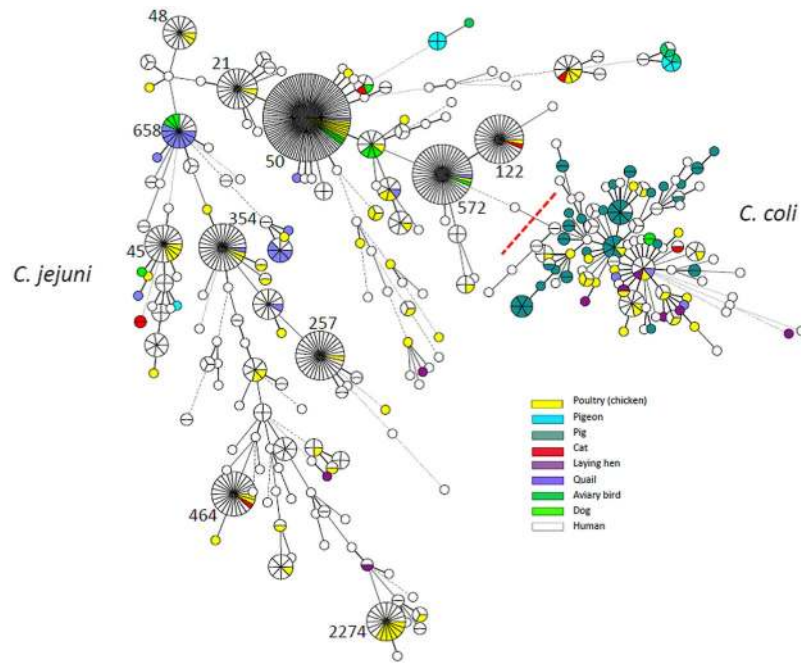 48
21
658
50
122
572
C. coli
354
45
C. jejuni
257
Poultry (chicken)
Pigeon
Pig
Cat
Laying hen
Quail
Aviary bird
Dog
Human
464
2274